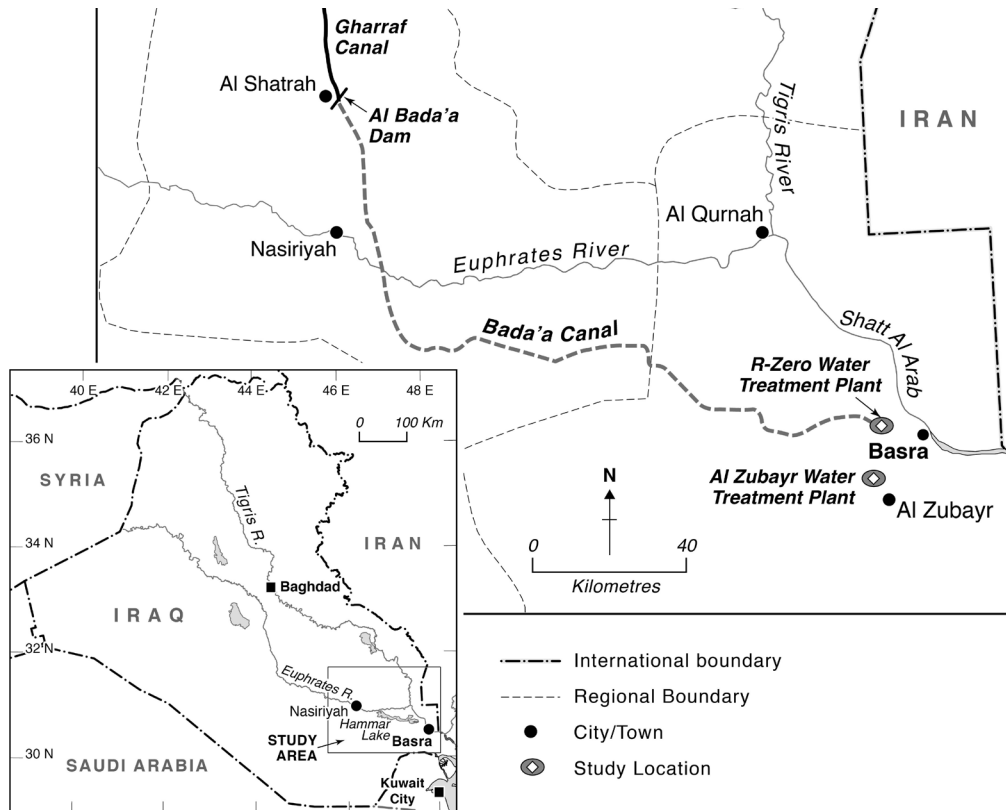 Gharraf
Canal
Al Shatrah
Al Bada'a
Dam
Tigris River
IRAN
Al Qurnah
Nasiriyah
Euphrates River
Bada'a Canal
Shatt Al Arab
R-Zero Water
Treatment Plant
Basra
Al Zubayr Water
Treatment Plant
Al Zubayr
N
0 40
Kilometres
40 E 42 E 44 E 46 E 48 E
0 100 Km
36 N
SYRIA
Tigris R.
34 N
IRAN
Baghdad
IRAQ
32 N
Euphrates R.
Nasiriyah
Hammar
Lake
STUDY
AREA
Basra
30 N
SAUDI ARABIA
Kuwait
City
International boundary
Regional Boundary
City/Town
Study Location